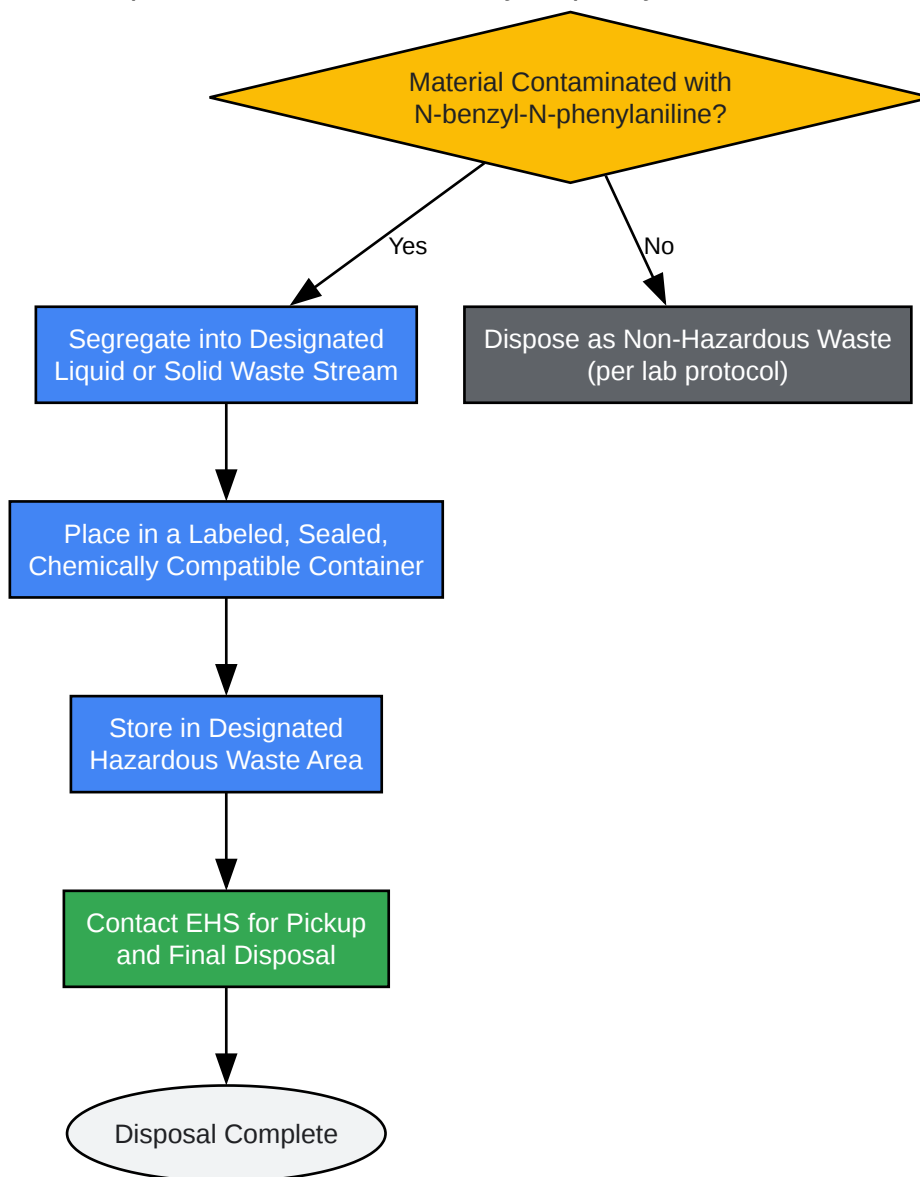 Material Contaminated with
N-benzyl-N-phenylaniline?
Yes
No
Segregate into Designated
Liquid or Solid Waste Stream
Dispose as Non-Hazardous Waste
(per lab protocol)
Place in a Labeled, Sealed,
Chemically Compatible Container
Store in Designated
Hazardous Waste Area
Contact EHS for Pickup
and Final Disposal
Disposal Complete